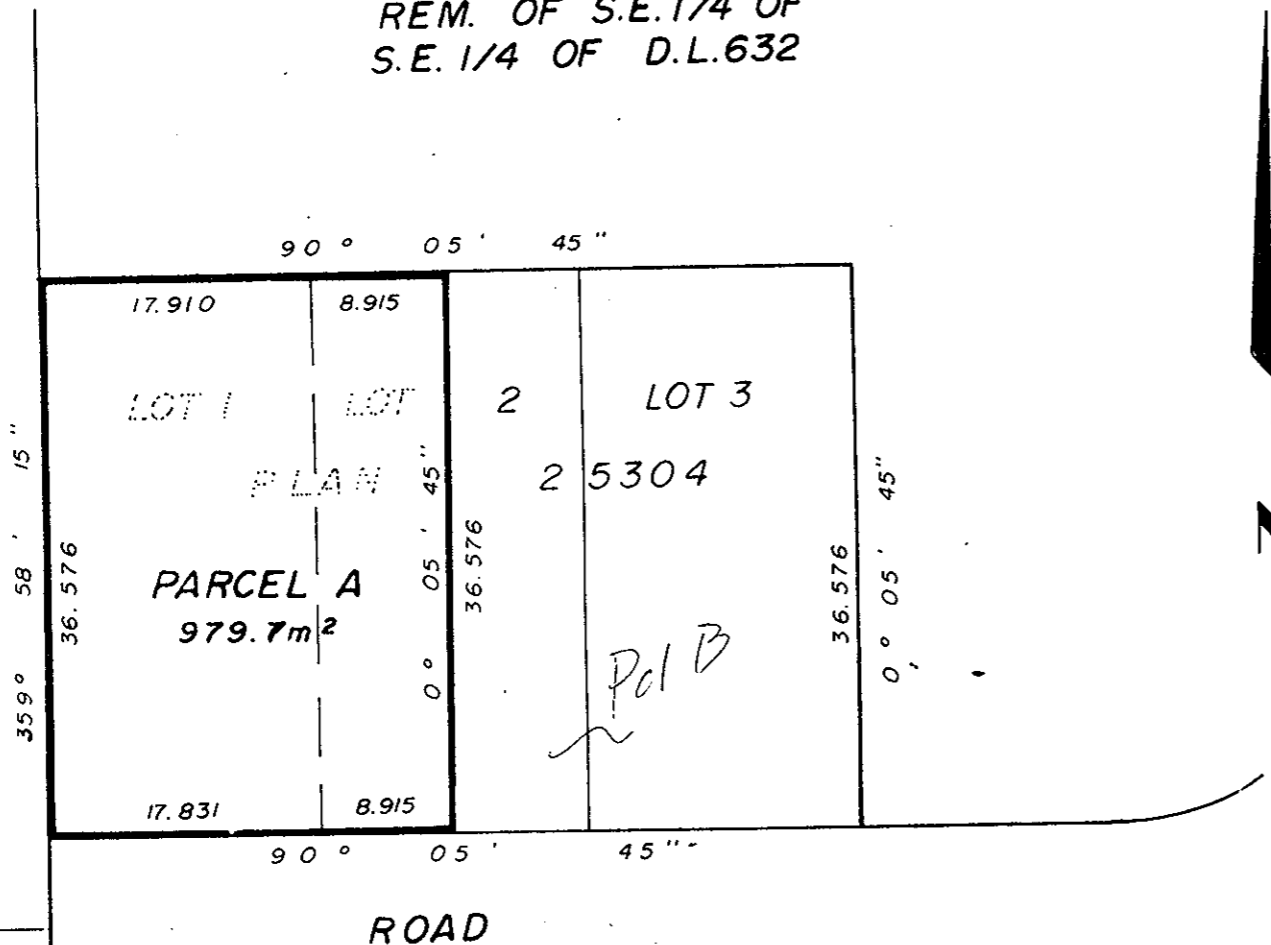 REM. OF S.E. 1/4 OF
S.E. 1/4 OF D.L. 632
90° 05' 45"
17.910 8.915
LOT 1 LOT 2 LOT 3
PLAN 25304
359° 58' 15"
36.576
PARCEL A
979.7m²
0° 05' 45"
36.576
Pcl B
36.576
0° 05' 45"
17.831 8.915
90° 05' 45"
ROAD